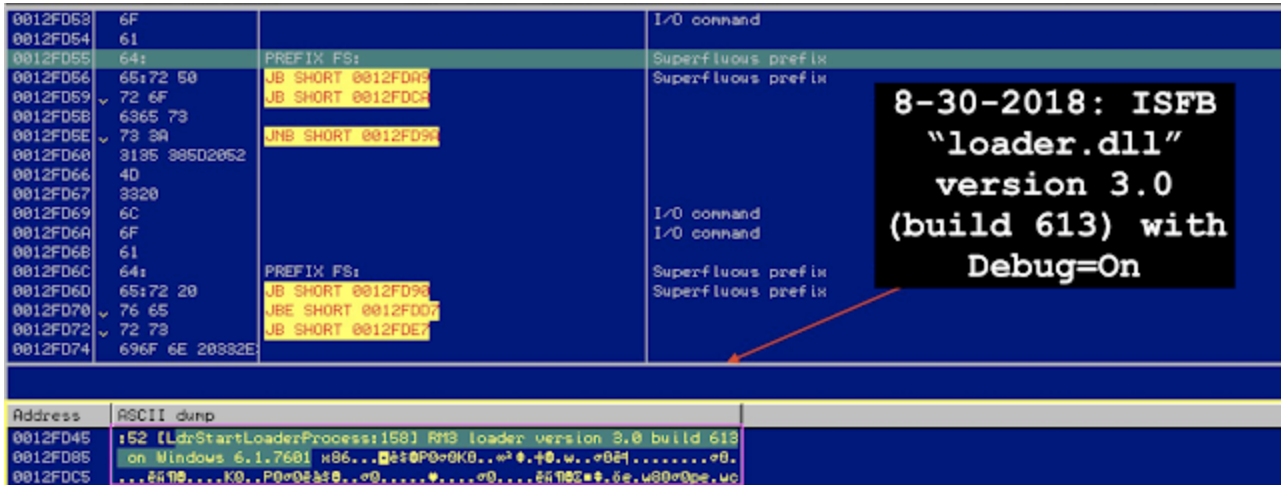 0012FD53 6F I/O command
0012FD54 61
0012FD55 64: PREFIX FS: Superfluous prefix
0012FD56 65:72 50 JB SHORT 0012FDA9 Superfluous prefix
0012FD59 72 6F JB SHORT 0012FDCA
0012FD5B 6365 73
0012FD5E 73 3A JNB SHORT 0012FD9A
0012FD60 3135 385D2052
0012FD66 4D
0012FD67 3320
0012FD69 6C I/O command
0012FD6A 6F I/O command
0012FD6B 61
0012FD6C 64: PREFIX FS: Superfluous prefix
0012FD6D 65:72 20 JB SHORT 0012FD90 Superfluous prefix
0012FD70 76 65 JBE SHORT 0012FDD7
0012FD72 72 73 JB SHORT 0012FDE7
0012FD74 696F 6E 20332E
8-30-2018: ISFB
“loader.dll”
version 3.0
(build 613) with
Debug=On
Address ASCII dump
0012FD45 :52 [LdrStartLoaderProcess:158] RM3 loader version 3.0 build 613
0012FD85 on Windows 6.1.7601 x86...
0012FDC5